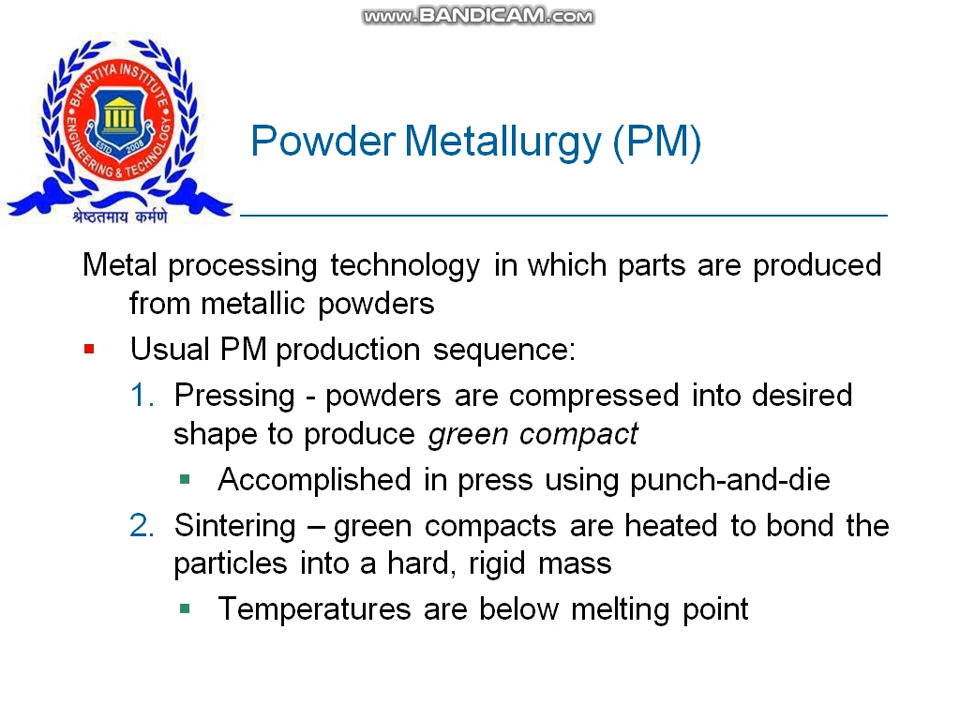 www.BANDICAM.com
BHARTIYA INSTITUTE
ENGINEERING & TECHNOLOGY
ESTD 2008
श्रेष्ठतमाय कर्मणे
Powder Metallurgy (PM)
Metal processing technology in which parts are produced
from metallic powders
▪ Usual PM production sequence:
1. Pressing - powders are compressed into desired
shape to produce green compact
▪ Accomplished in press using punch-and-die
2. Sintering – green compacts are heated to bond the
particles into a hard, rigid mass
▪ Temperatures are below melting point